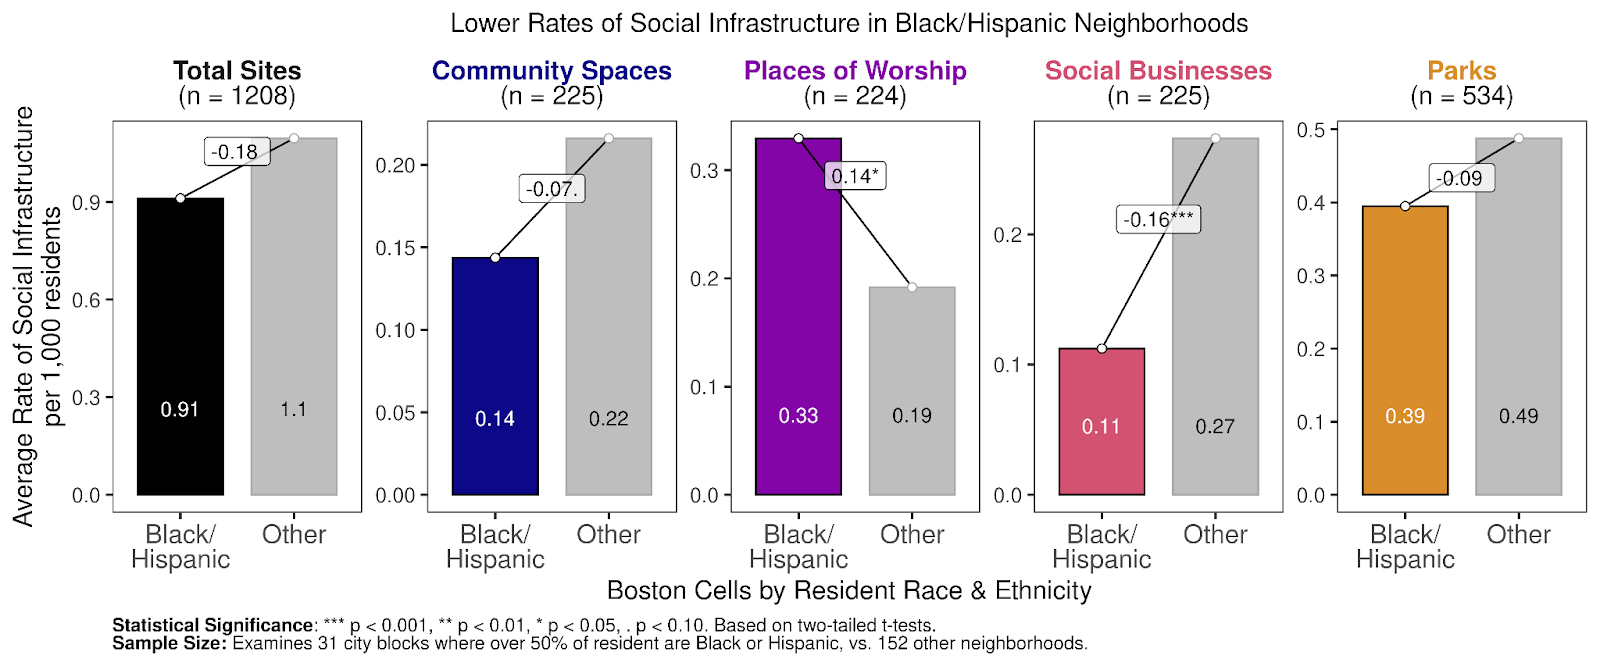 Lower Rates of Social Infrastructure in Black/Hispanic Neighborhoods
Average Rate of Social Infrastructure
per 1,000 residents
Total Sites
(n = 1208)
0.9
0.6
0.3
0.0
-0.18
0.91
1.1
Black/
Hispanic
Other
Community Spaces
(n = 225)
0.20
0.15
0.10
0.05
0.00
-0.07.
0.14
0.22
Black/
Hispanic
Other
Places of Worship
(n = 224)
0.3
0.2
0.1
0.0
0.14*
0.33
0.19
Black/
Hispanic
Other
Social Businesses
(n = 225)
0.2
0.1
0.0
-0.16***
0.11
0.27
Black/
Hispanic
Other
Parks
(n = 534)
0.5
0.4
0.3
0.2
0.1
0.0
-0.09
0.39
0.49
Black/
Hispanic
Other
Boston Cells by Resident Race & Ethnicity
Statistical Significance: *** p < 0.001, ** p < 0.01, * p < 0.05, . p < 0.10. Based on two-tailed t-tests.
Sample Size: Examines 31 city blocks where over 50% of resident are Black or Hispanic, vs. 152 other neighborhoods.